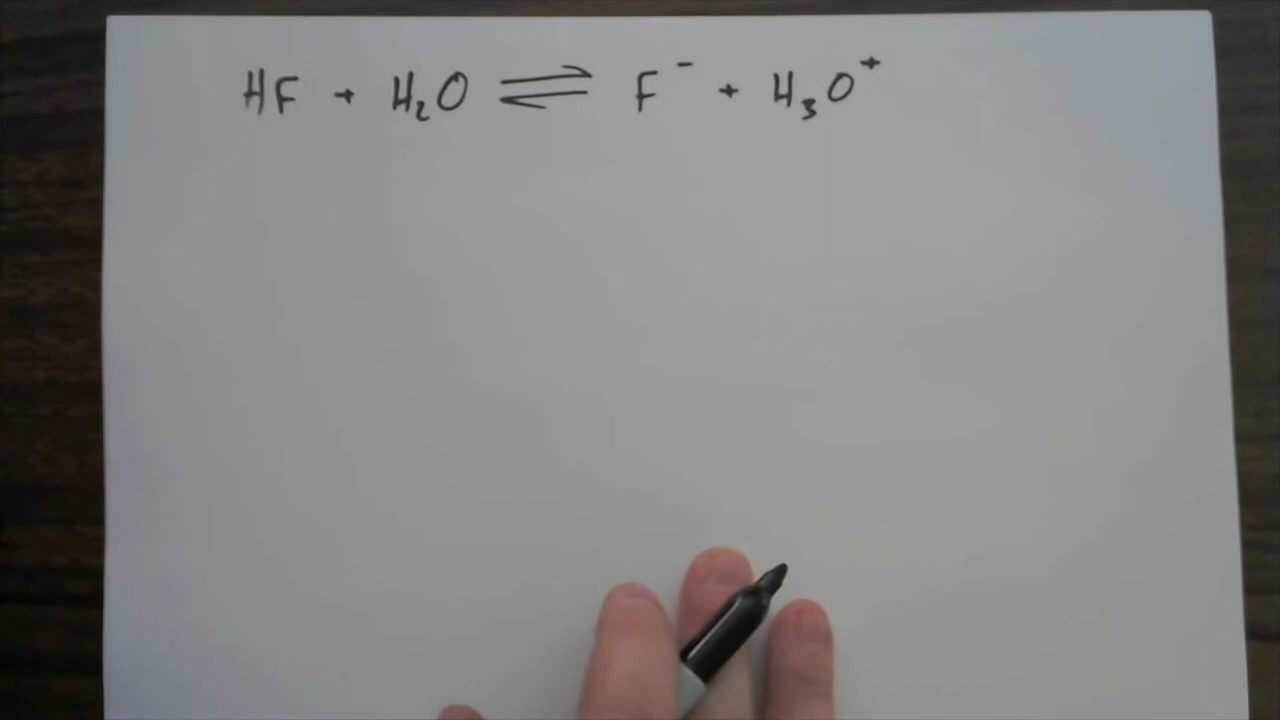 HF + H₂O ⇌ F⁻ + H₃O⁺